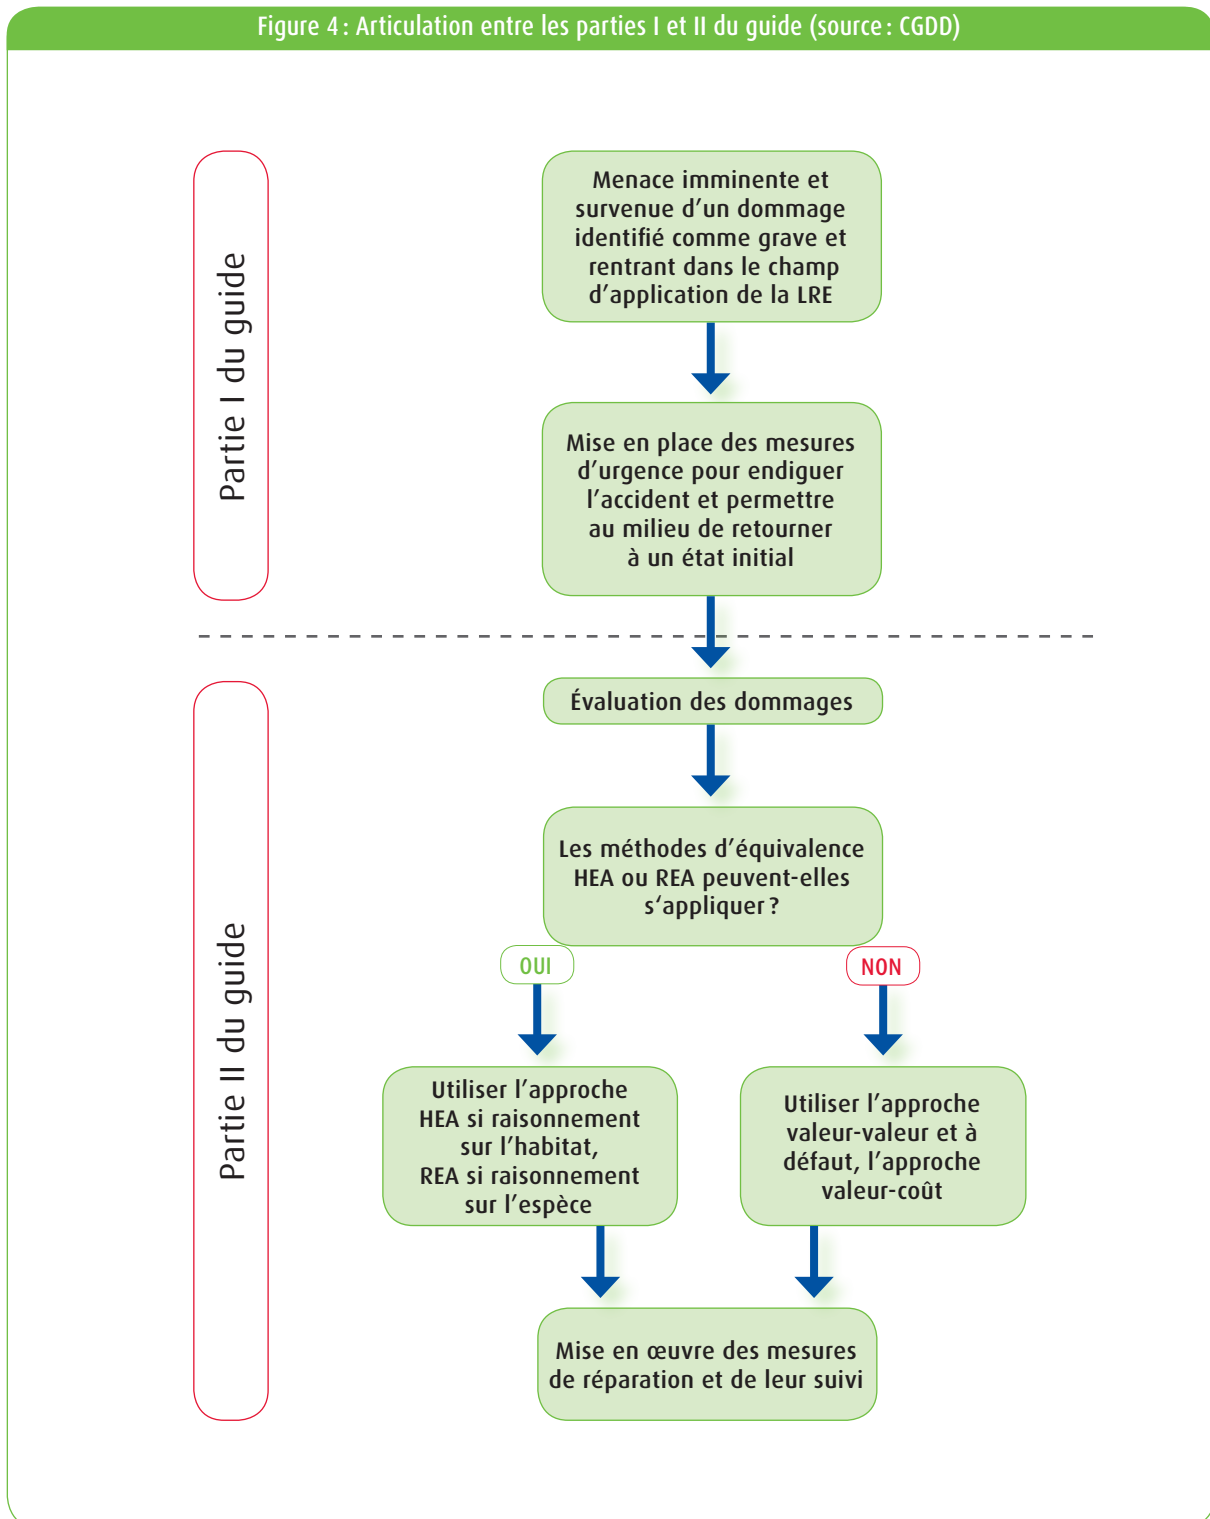 Figure 4 : Articulation entre les parties I et II du guide (source : CGDD)
Partie I du guide
Menace imminente et
survenue d’un dommage
identifié comme grave et
rentrant dans le champ
d’application de la LRE
Mise en place des mesures
d’urgence pour endiguer
l’accident et permettre
au milieu de retourner
à un état initial
Partie II du guide
Évaluation des dommages
Les méthodes d’équivalence
HEA ou REA peuvent-elles
s‘appliquer ?
OUI
NON
Utiliser l’approche
HEA si raisonnement
sur l’habitat,
REA si raisonnement
sur l’espèce
Utiliser l’approche
valeur-valeur et à
défaut, l’approche
valeur-coût
Mise en œuvre des mesures
de réparation et de leur suivi